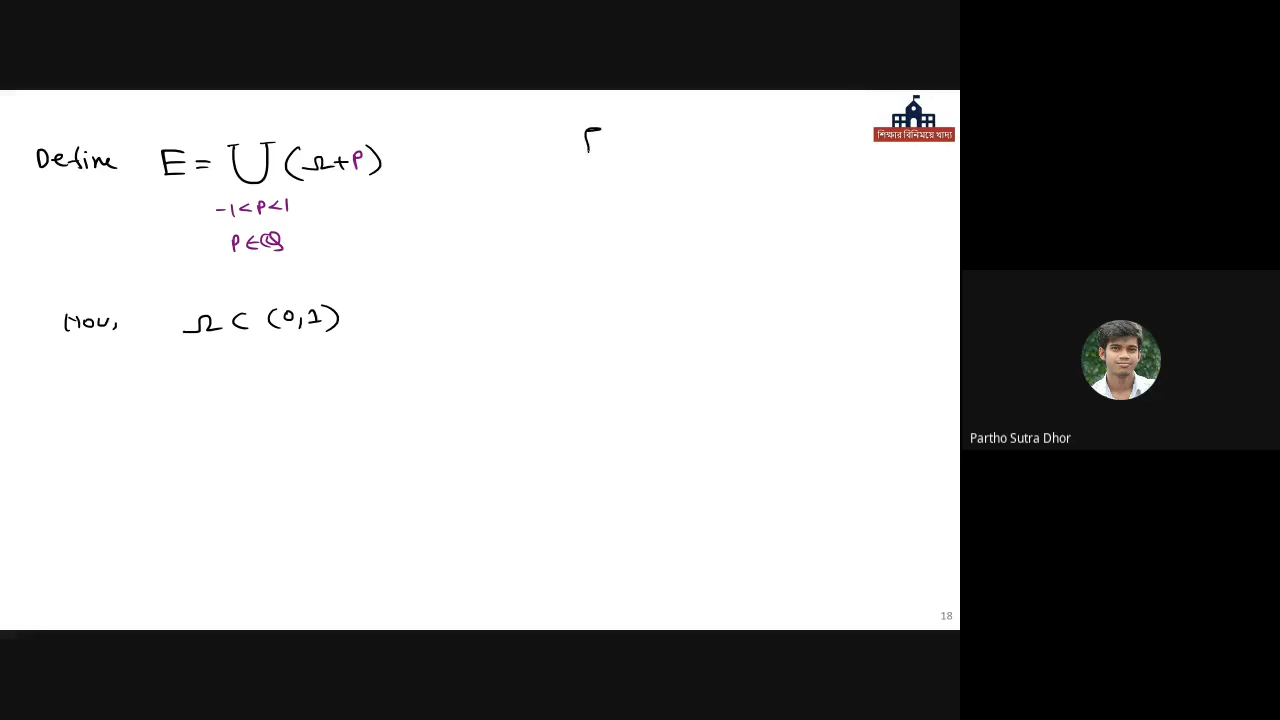 Define E = ⋃ (Ω+p)
-1<p<1
p∈ℚ
Now, Ω ⊂ (0,1)
শিক্ষার বিনিময়ে খাদ্য
Partho Sutra Dhor
18